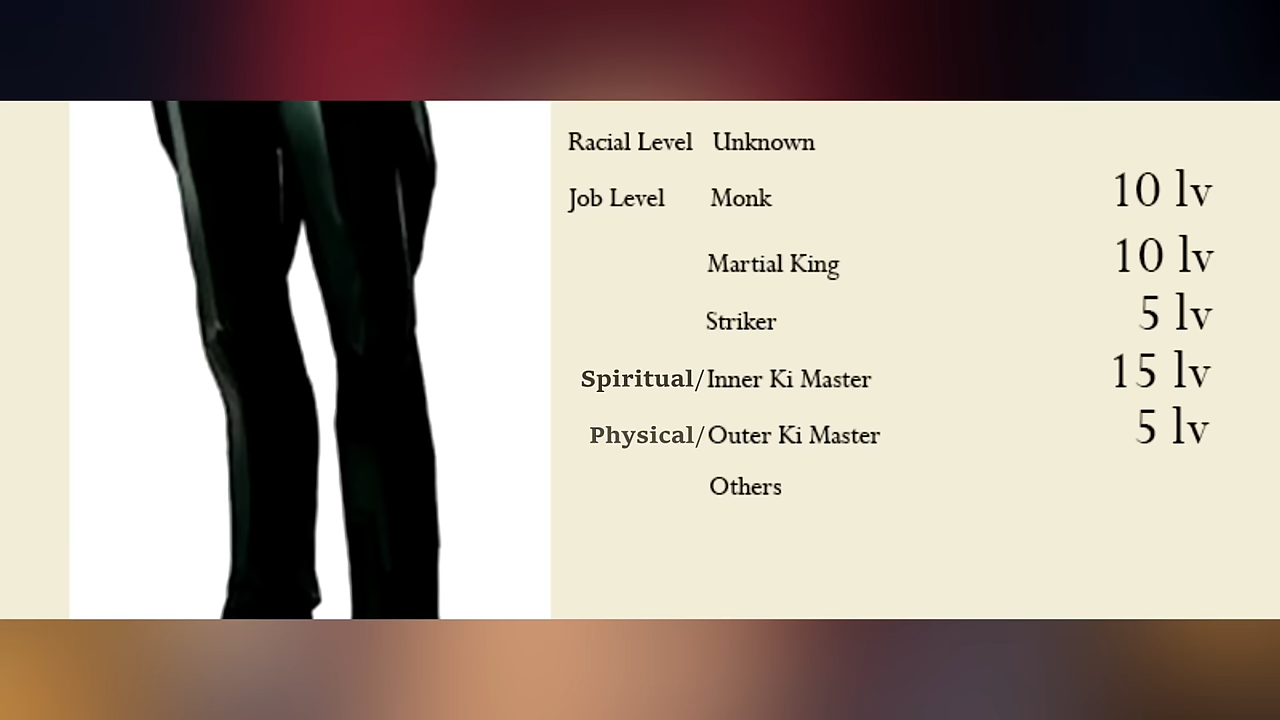 Racial Level Unknown
Job Level Monk 10 lv
Martial King 10 lv
Striker 5 lv
Spiritual/Inner Ki Master 15 lv
Physical/Outer Ki Master 5 lv
Others